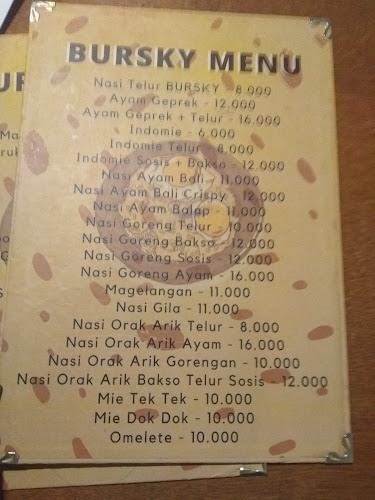 BURSKY MENU
Nasi Telur BURSKY - 8.000
Ayam Geprek - 12.000
Ayam Geprek + Telur - 16.000
Indomie - 6.000
Indomie Telur - 8.000
Indomie Sosis + Bakso - 12.000
Nasi Ayam Bali - 11.000
Nasi Ayam Bali Crispy - 12.000
Nasi Ayam Balap - 11.000
Nasi Goreng Telur - 10.000
Nasi Goreng Bakso - 12.000
Nasi Goreng Sosis - 12.000
Nasi Goreng Ayam - 16.000
Magelangan - 11.000
Nasi Gila - 11.000
Nasi Orak Arik Telur - 8.000
Nasi Orak Arik Ayam - 16.000
Nasi Orak Arik Gorengan - 10.000
Nasi Orak Arik Bakso Telur Sosis - 12.000
Mie Tek Tek - 10.000
Mie Dok Dok - 10.000
Omelete - 10.000